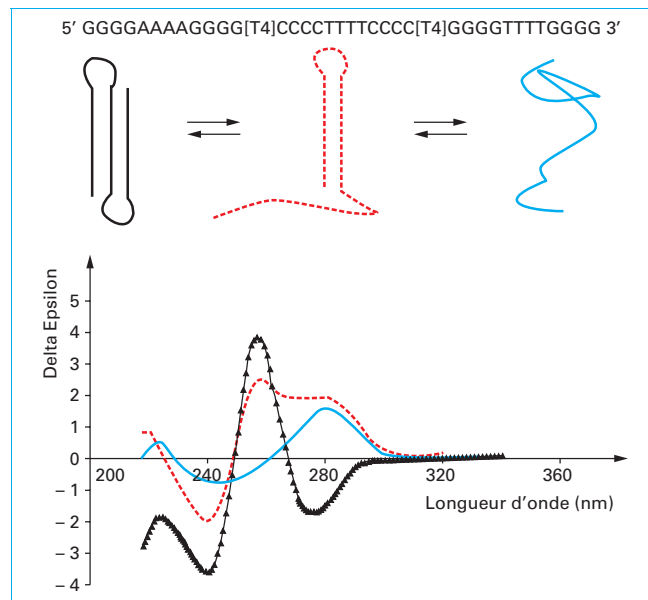 5’ GGGGAAAAGGGG[T4]CCCCTTTTCCCC[T4]GGGGTTTTGGGG 3’
Delta Epsilon
5
4
3
2
1
0
– 1
– 2
– 3
– 4
200 240 280 320 360
Longueur d’onde (nm)